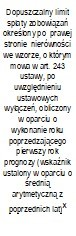 Dopuszczalny limit
spłaty zobowiązań
określony po prawej
stronie nierówności
we wzorze, o którym
mowa w art. 243
ustawy, po
uwzględnieniu
ustawowych
wyłączeń, obliczony
w oparciu o
wykonanie roku
poprzedzającego
pierwszy rok
prognozy (wskaźnik
ustalony w oparciu o
średnią
arytmetyczną z
poprzednich lat)x